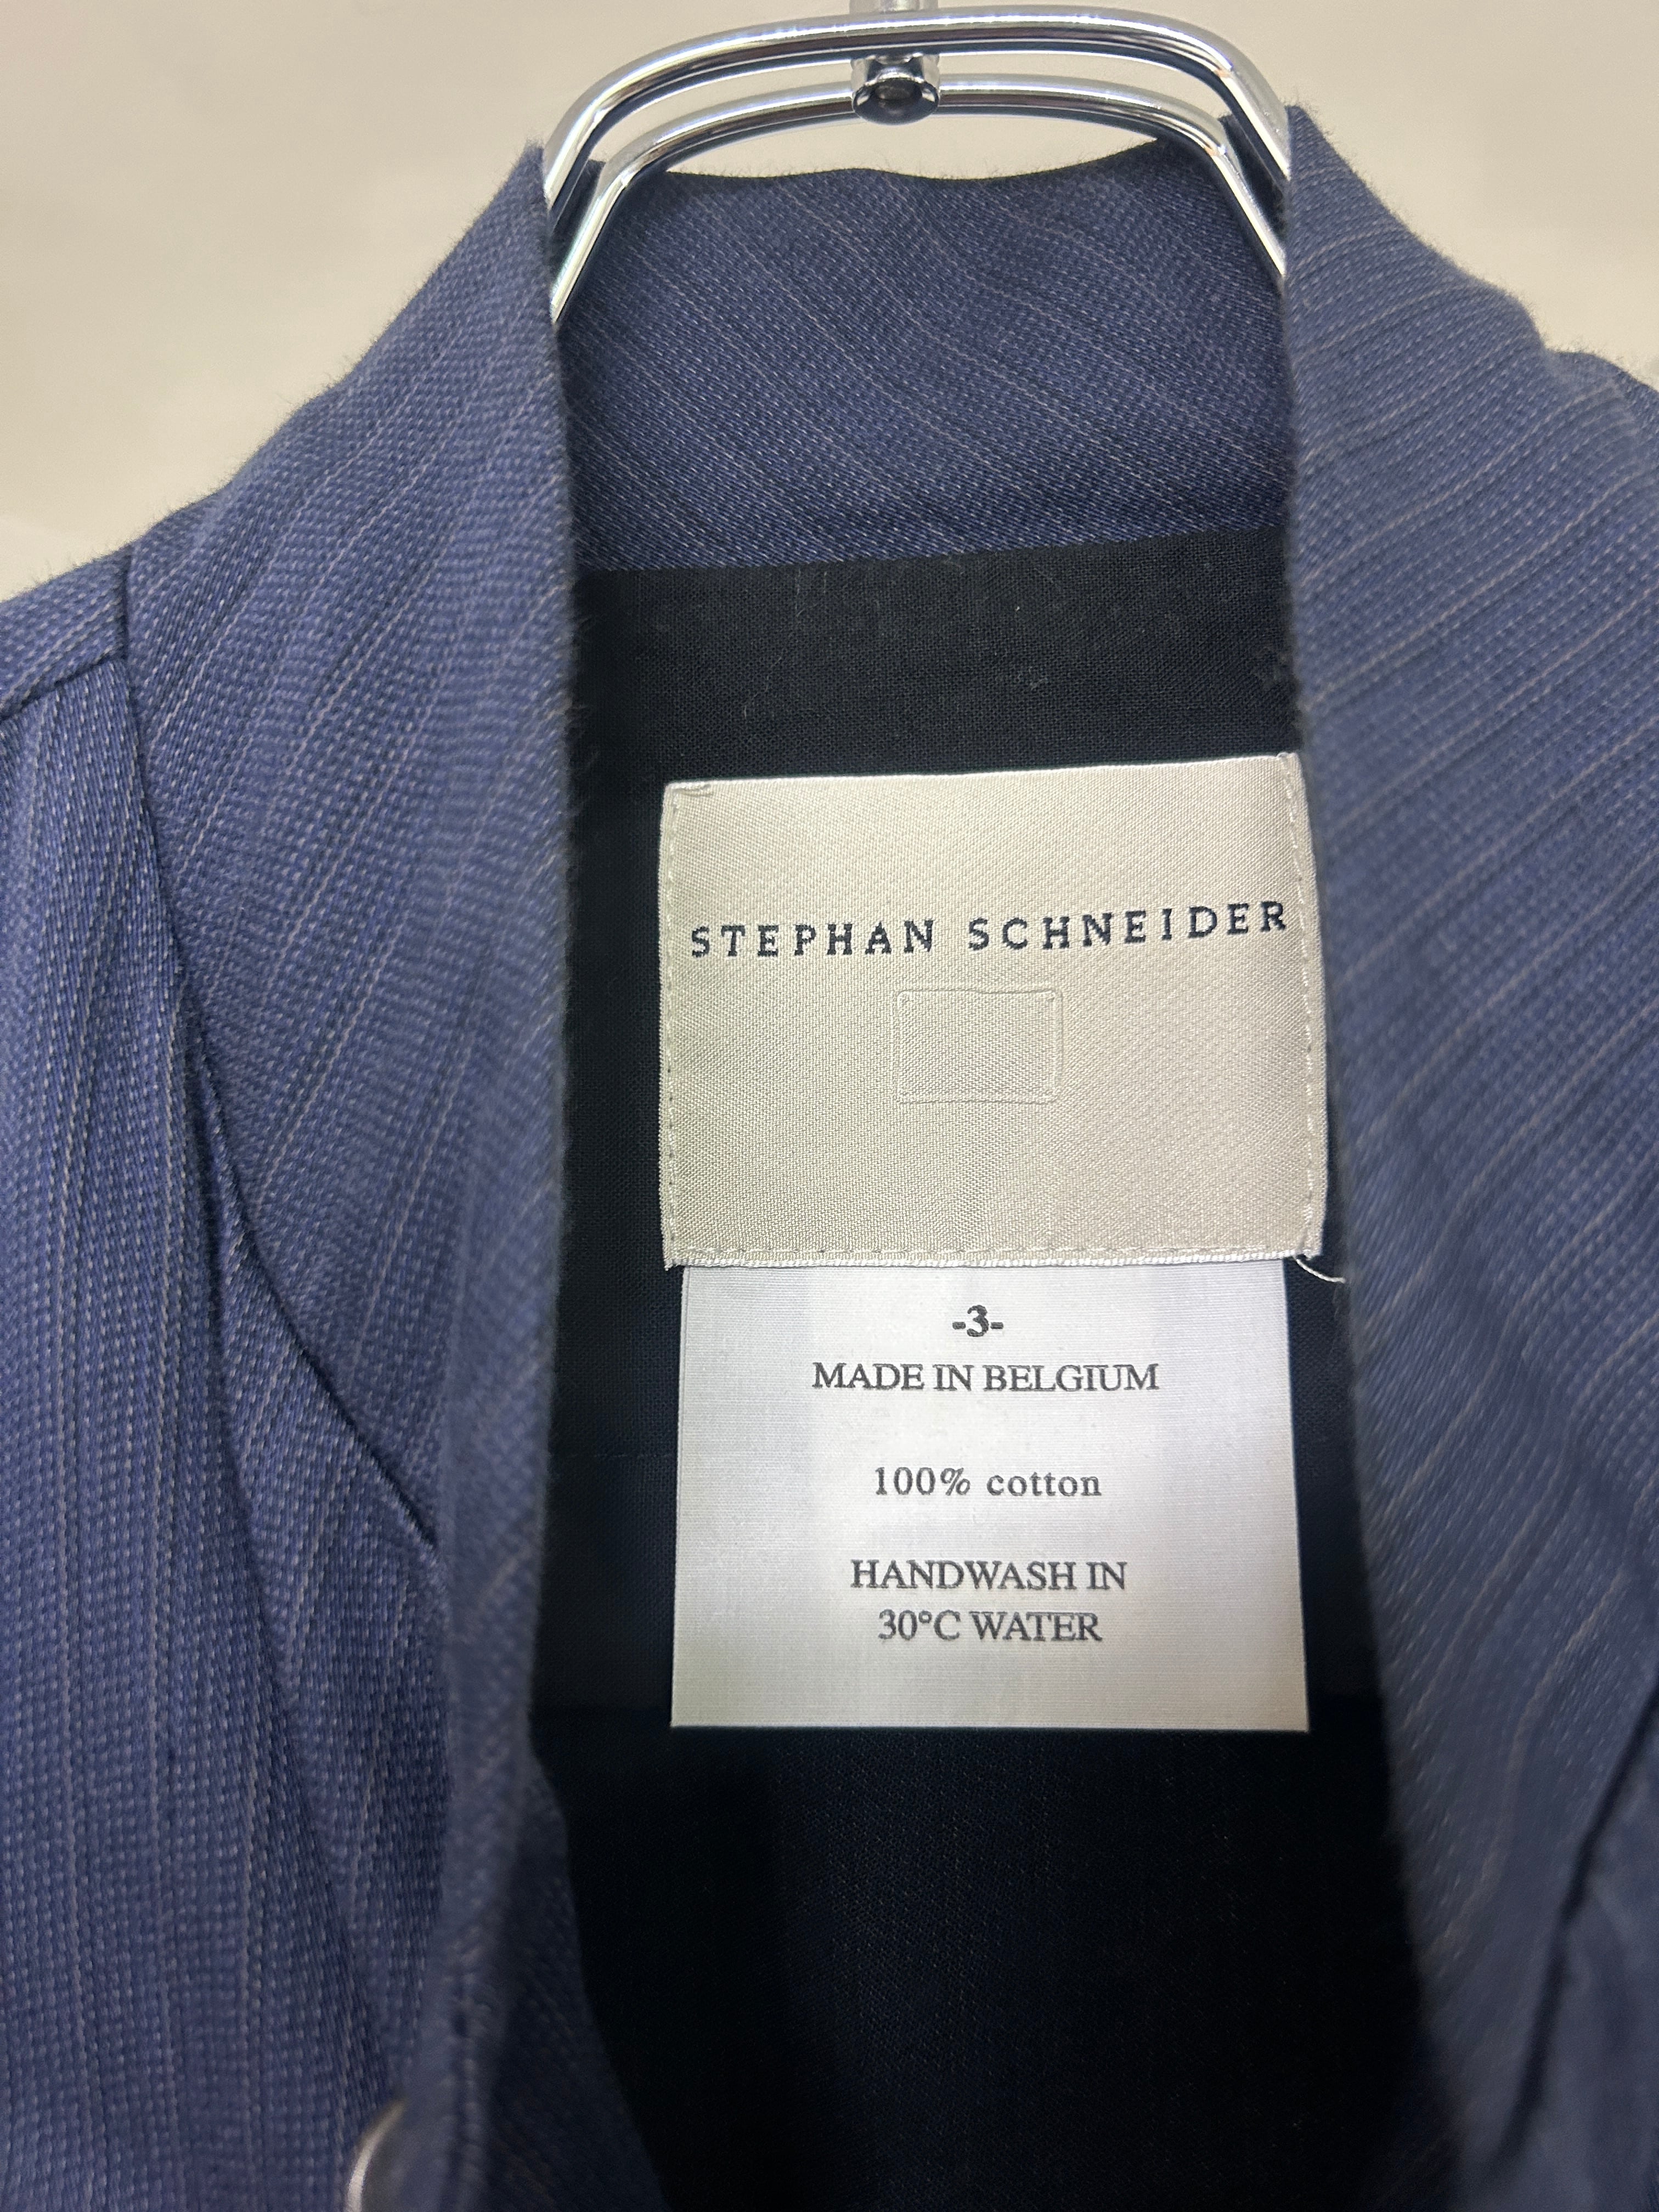 STEPHAN SCHNEIDER
-3-
MADE IN BELGIUM
100% cotton
HANDWASH IN
30°C WATER